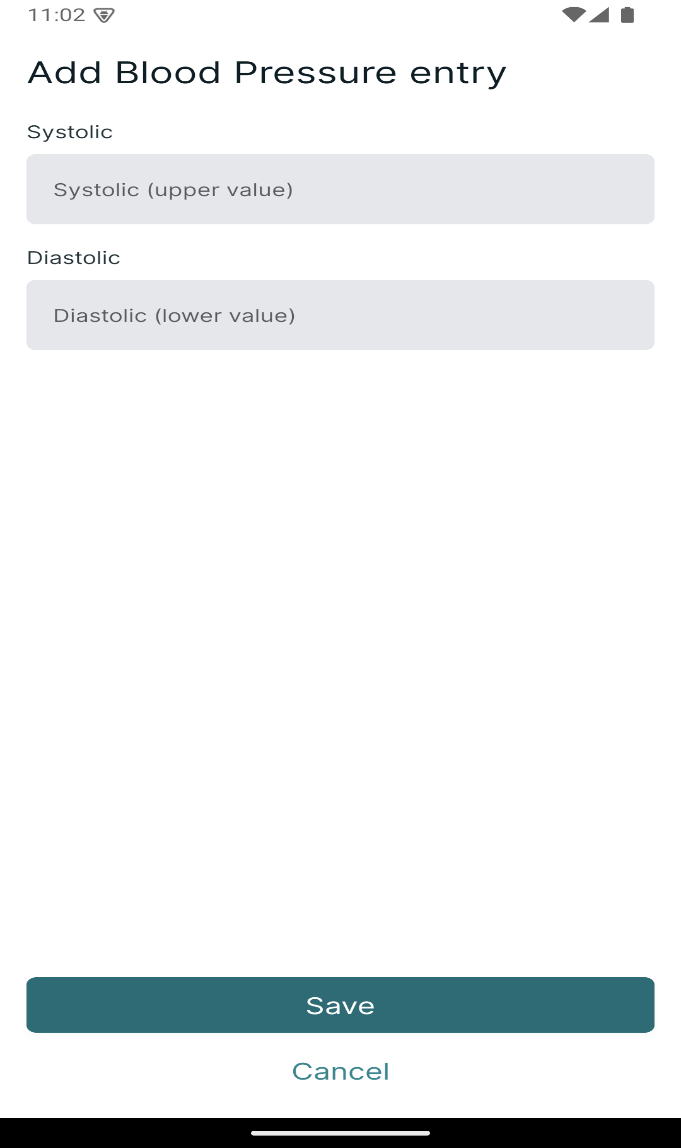 11:02
Add Blood Pressure entry
Systolic
Systolic (upper value)
Diastolic
Diastolic (lower value)
Save
Cancel